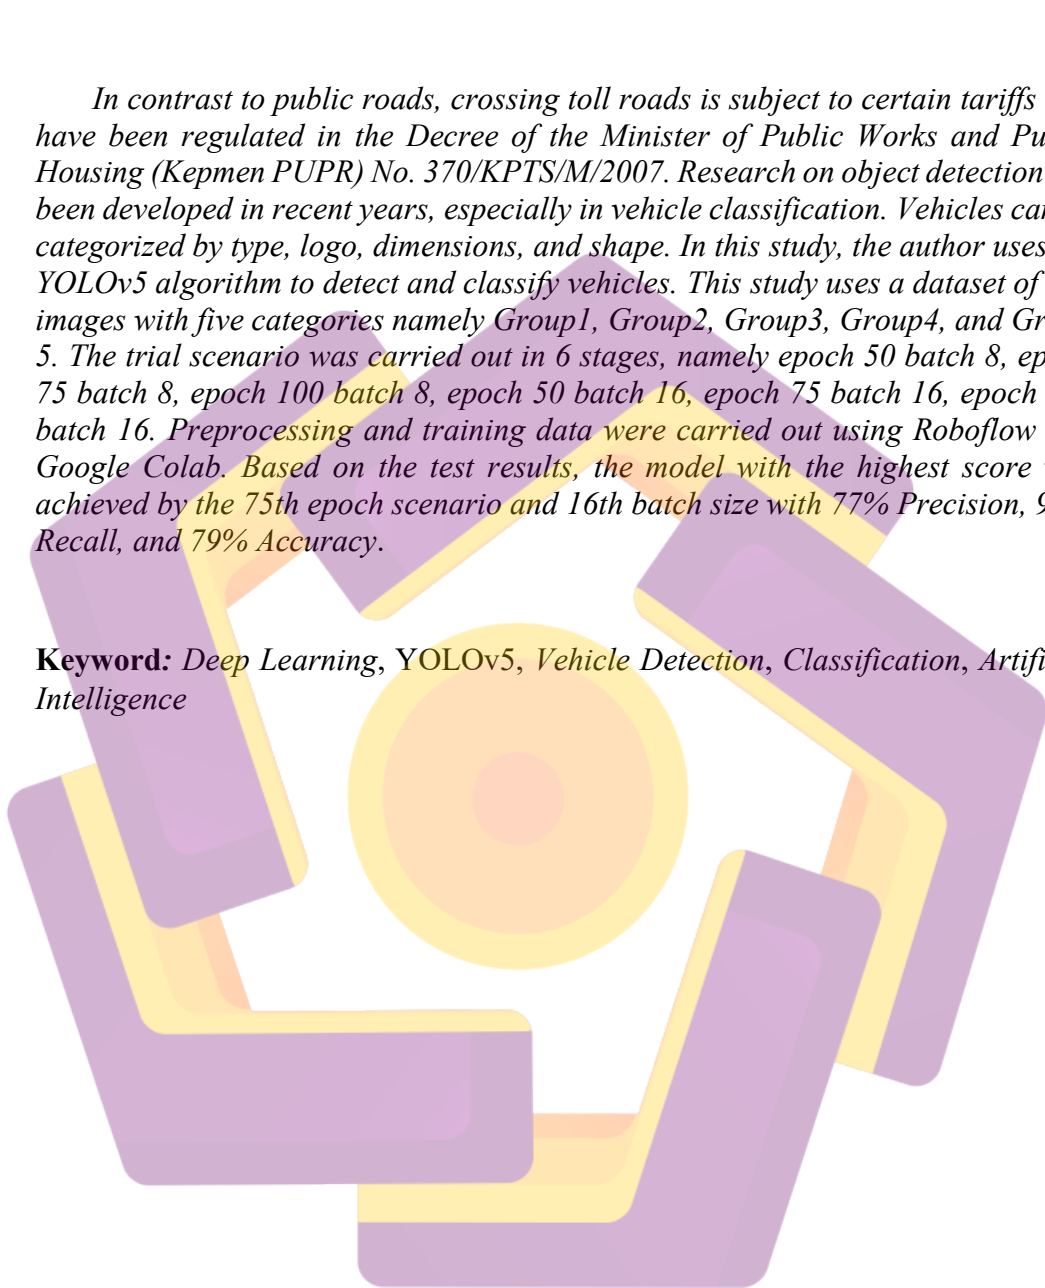 In contrast to public roads, crossing toll roads is subject to certain tariffs
have been regulated in the Decree of the Minister of Public Works and Pu
Housing (Kepmen PUPR) No. 370/KPTS/M/2007. Research on object detection
been developed in recent years, especially in vehicle classification. Vehicles ca
categorized by type, logo, dimensions, and shape. In this study, the author uses
YOLOv5 algorithm to detect and classify vehicles. This study uses a dataset of
images with five categories namely Group1, Group2, Group3, Group4, and Gr
5. The trial scenario was carried out in 6 stages, namely epoch 50 batch 8, ep
75 batch 8, epoch 100 batch 8, epoch 50 batch 16, epoch 75 batch 16, epoch
batch 16. Preprocessing and training data were carried out using Roboflow
Google Colab. Based on the test results, the model with the highest score
achieved by the 75th epoch scenario and 16th batch size with 77% Precision, 9
Recall, and 79% Accuracy.
Keyword: Deep Learning, YOLOv5, Vehicle Detection, Classification, Artifi
Intelligence